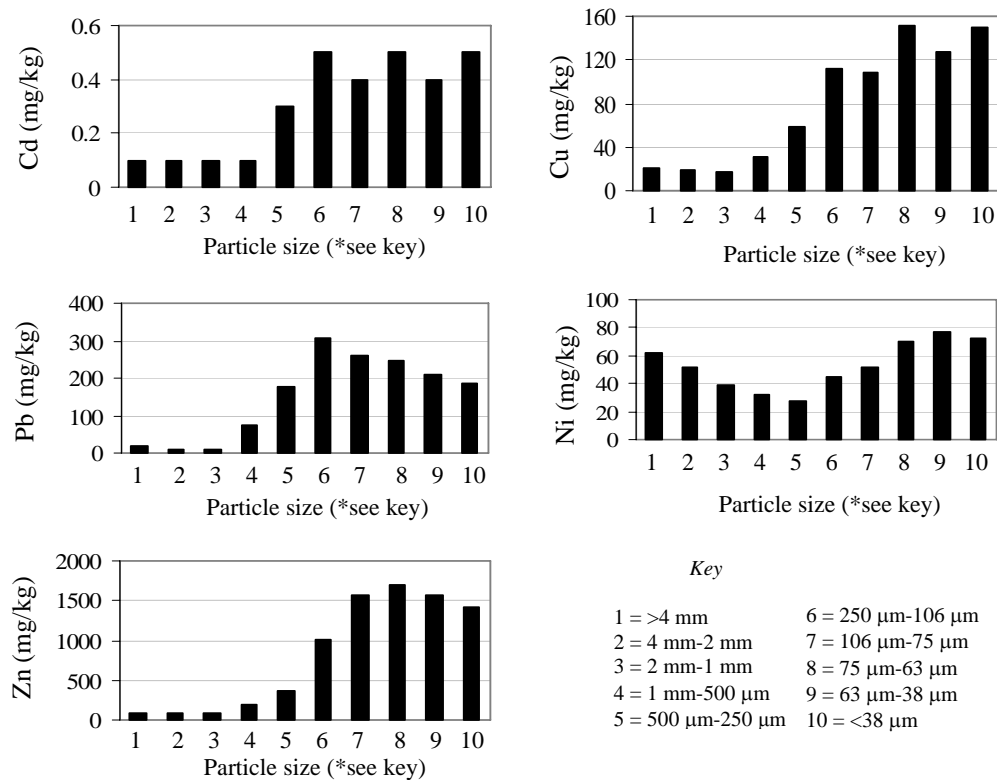 Cd (mg/kg)
0.6
0.4
0.2
0
1 2 3 4 5 6 7 8 9 10
Particle size (*see key)
Cu (mg/kg)
160
120
80
40
0
1 2 3 4 5 6 7 8 9 10
Particle size (*see key)
Pb (mg/kg)
400
300
200
100
0
1 2 3 4 5 6 7 8 9 10
Particle size (*see key)
Ni (mg/kg)
100
80
60
40
20
0
1 2 3 4 5 6 7 8 9 10
Particle size (*see key)
Zn (mg/kg)
2000
1500
1000
500
0
1 2 3 4 5 6 7 8 9 10
Particle size (*see key)
Key
1 = >4 mm
2 = 4 mm-2 mm
3 = 2 mm-1 mm
4 = 1 mm-500 µm
5 = 500 µm-250 µm
6 = 250 µm-106 µm
7 = 106 µm-75 µm
8 = 75 µm-63 µm
9 = 63 µm-38 µm
10 = <38 µm